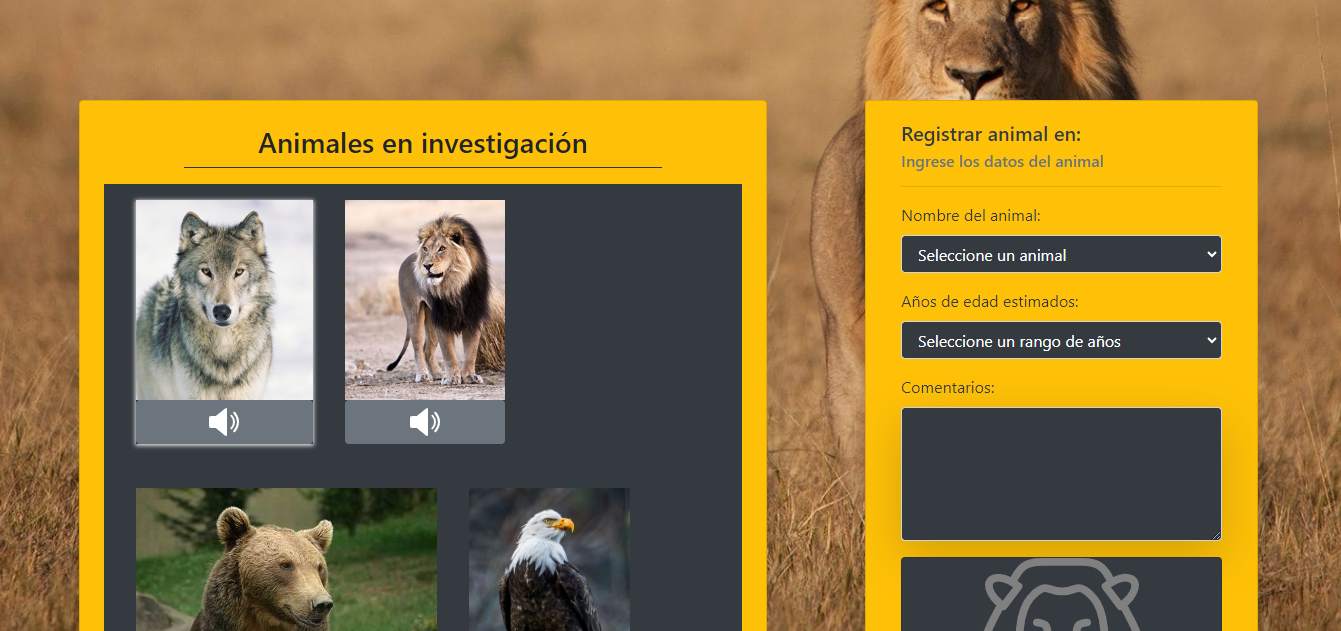 Animales en investigación
Registrar animal en:
Ingrese los datos del animal
Nombre del animal:
Seleccione un animal
Años de edad estimados:
Seleccione un rango de años
Comentarios: